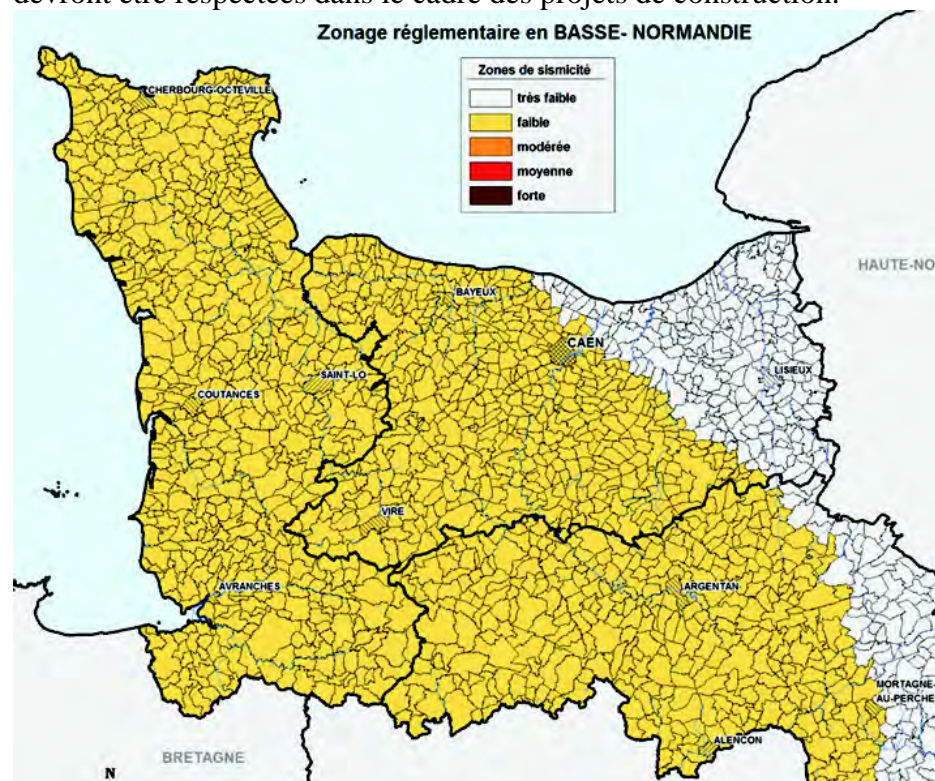 devront être respectées dans le cadre des projets de construction.
Zonage réglementaire en BASSE- NORMANDIE
Zones de sismicité
très faible
faible
modérée
moyenne
forte
CHERBOURG-OCTEVILLE
HAUTE-NO
BAYEUX
CAEN
SAINT-LO
LISIEUX
COUTANCES
VIRE
AVRANCHES
ARGENTAN
MORTAGNE-
AU-PERCHE
ALENCON
BRETAGNE
N